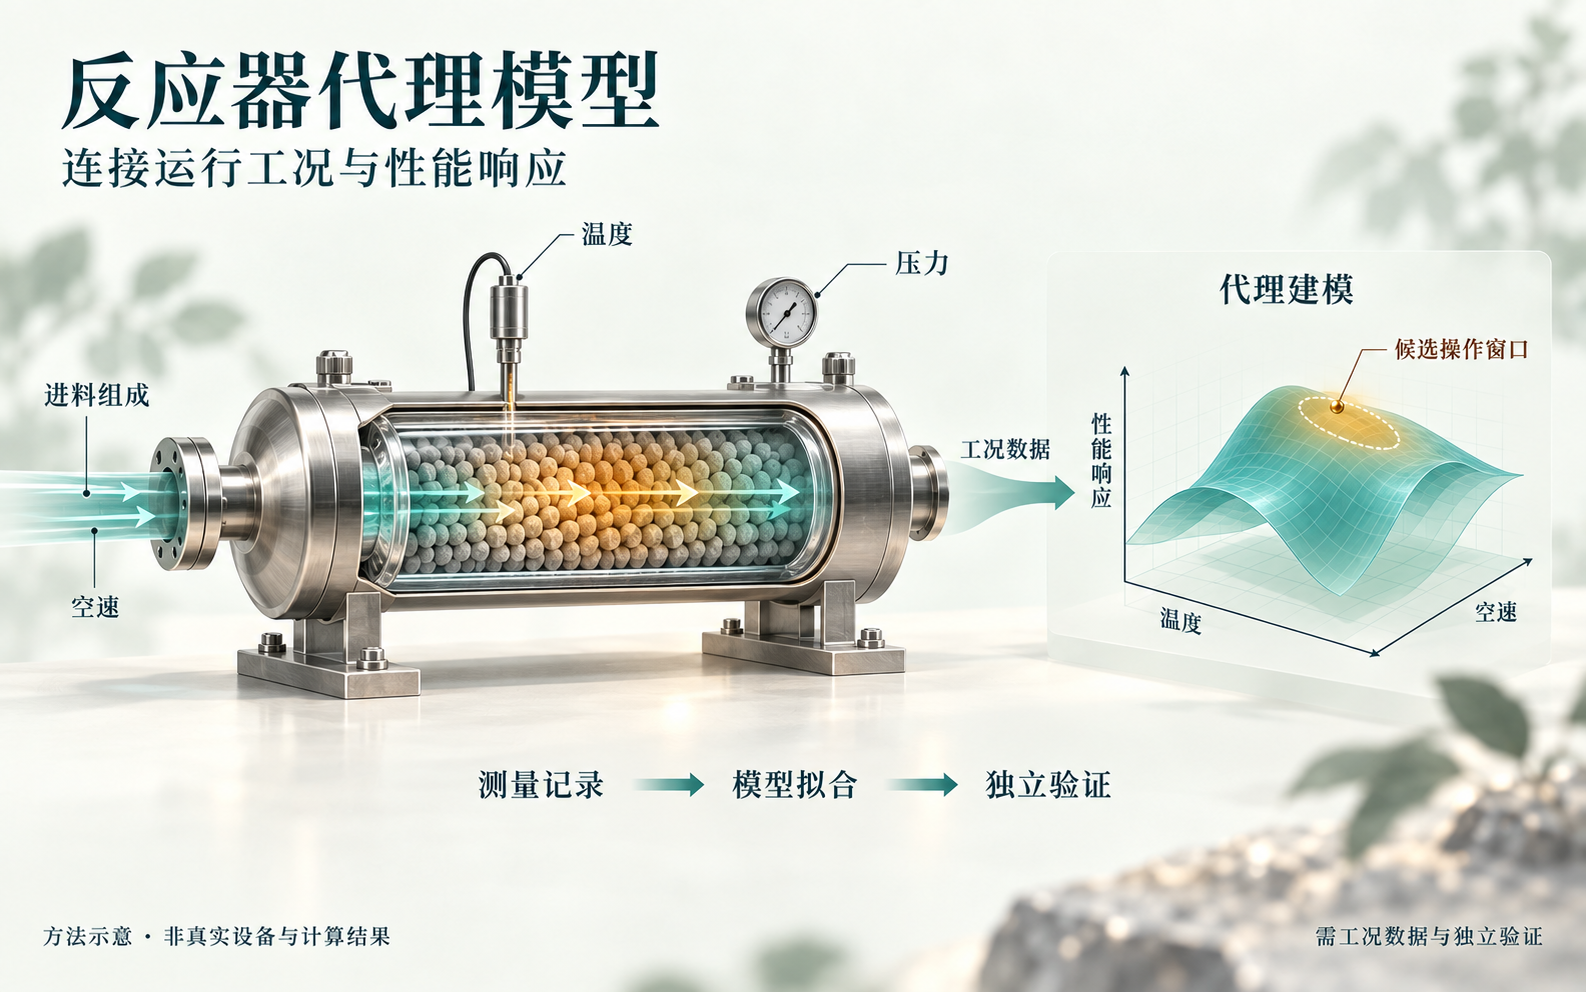 反应器代理模型
连接运行工况与性能响应
温度
压力
进料组成
空速
工况数据
代理建模
候选操作窗口
性能响应
温度
空速
测量记录
模型拟合
独立验证
方法示意 · 非真实设备与计算结果
需工况数据与独立验证